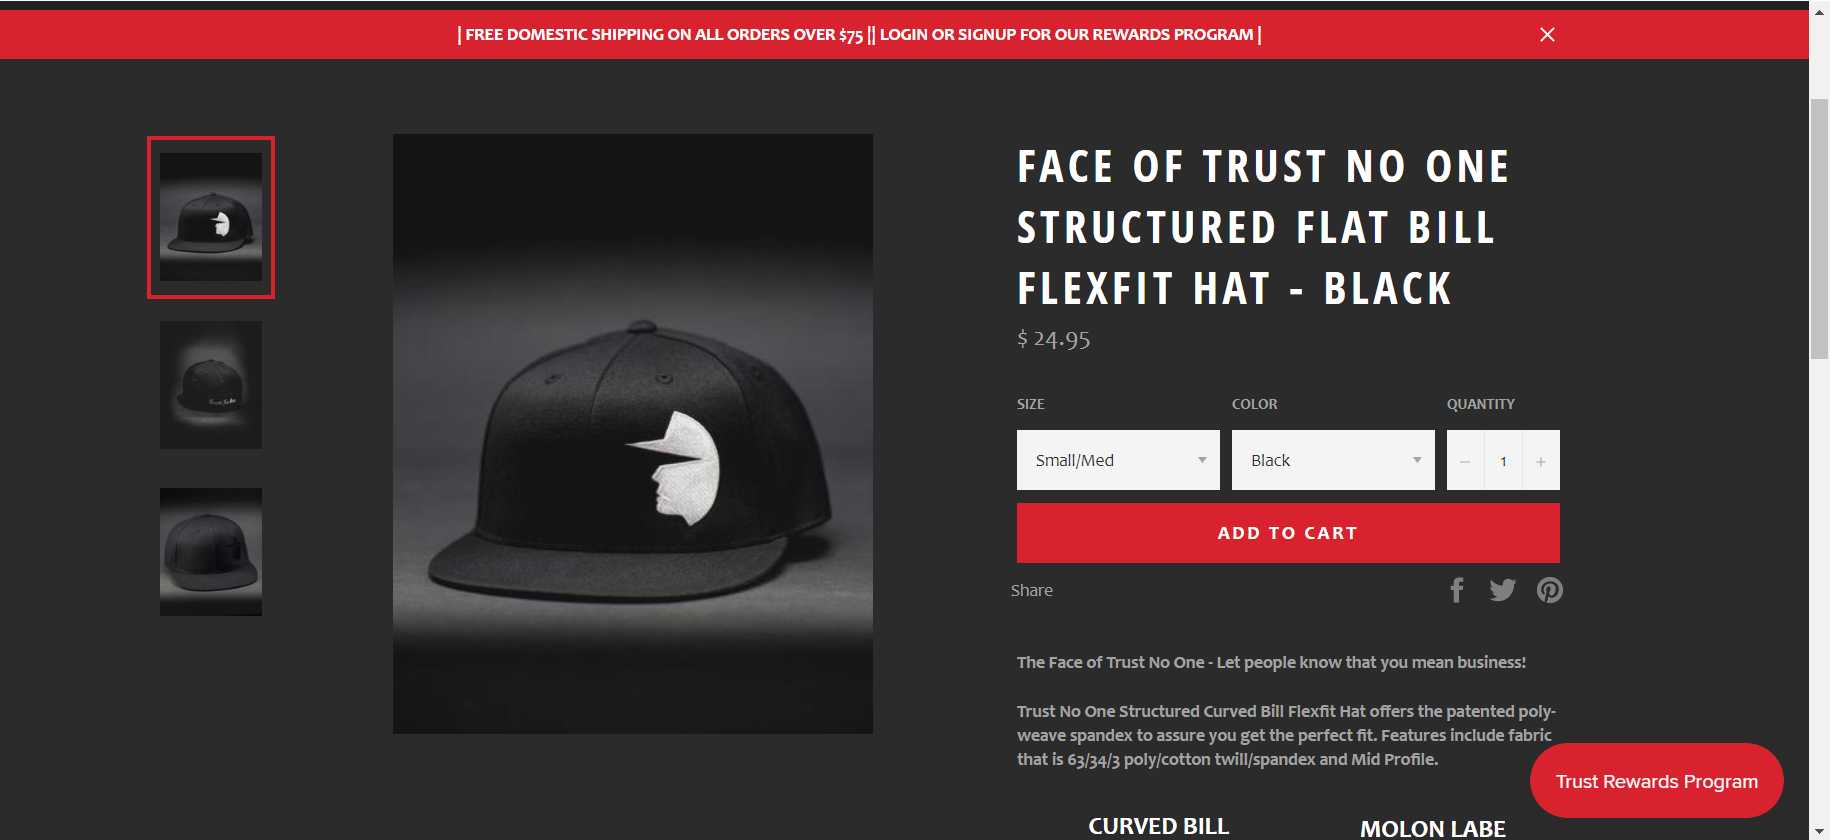 | FREE DOMESTIC SHIPPING ON ALL ORDERS OVER $75 || LOGIN OR SIGNUP FOR OUR REWARDS PROGRAM |
FACE OF TRUST NO ONE
STRUCTURED FLAT BILL
FLEXFIT HAT - BLACK
$ 24.95
SIZE COLOR QUANTITY
Small/Med Black − 1 +
ADD TO CART
Share
The Face of Trust No One - Let people know that you mean business!
Trust No One Structured Curved Bill Flexfit Hat offers the patented poly-
weave spandex to assure you get the perfect fit. Features include fabric
that is 63/34/3 poly/cotton twill/spandex and Mid Profile.
Trust Rewards Program
CURVED BILL MOLON LABE